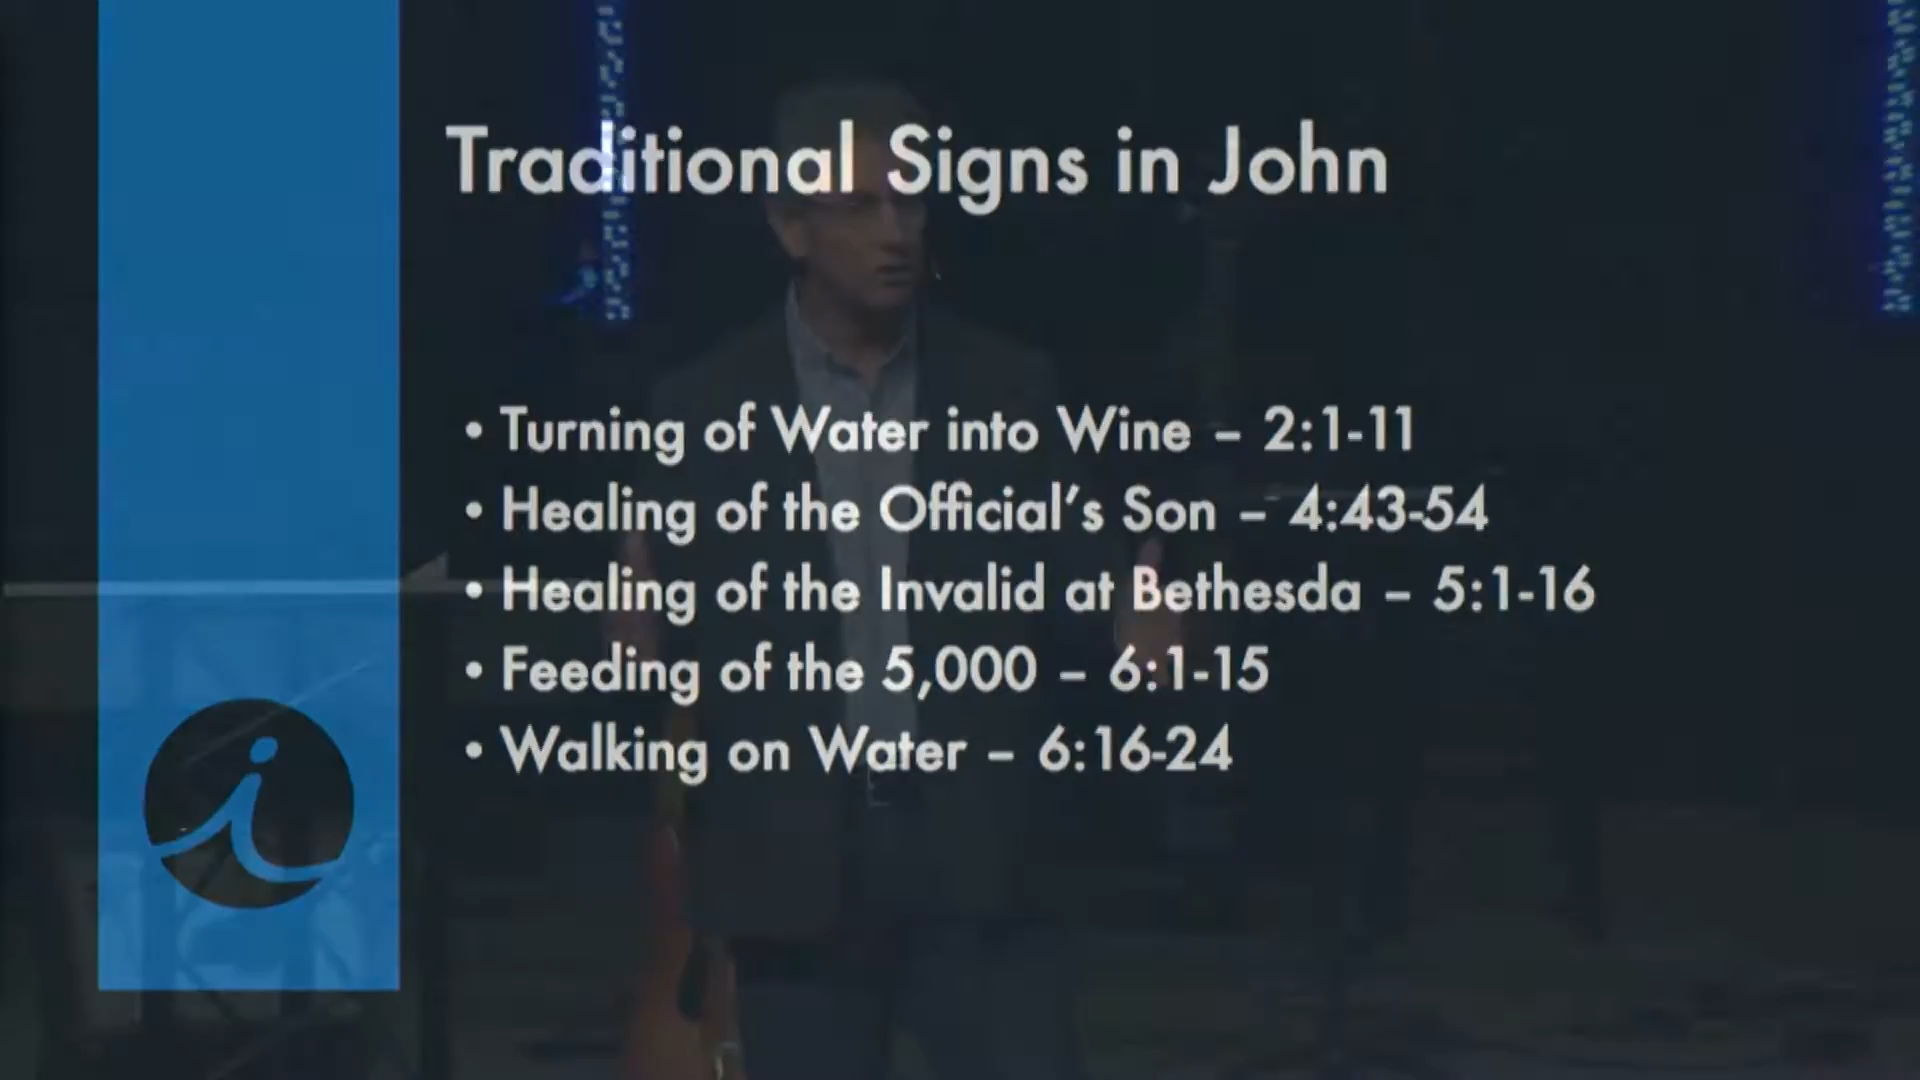 Traditional Signs in John
• Turning of Water into Wine – 2:1-11
• Healing of the Official's Son – 4:43-54
• Healing of the Invalid at Bethesda – 5:1-16
• Feeding of the 5,000 – 6:1-15
• Walking on Water – 6:16-24
i